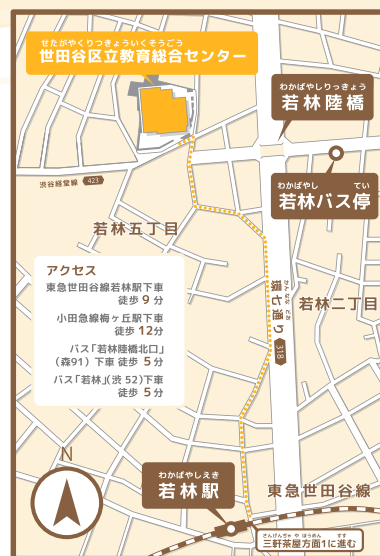 せたがやくりつきょういくそうごう
世田谷区立教育総合センター
わかばやしりっきょう
若林陸橋
わかばやし てい
若林バス停
渋谷経堂線 423
若林五丁目
アクセス
東急世田谷線若林駅下車
徒歩 9 分
小田急線梅ヶ丘駅下車
徒歩 12分
バス「若林陸橋北口」
（森91）下車 徒歩 5 分
バス「若林」(渋 52)下車
徒歩 5 分
かんなな どお
環七通り
318
若林二丁目
N
わかばやしえき
若林駅
東急世田谷線
さんげんぢゃ や ほうめん すす
三軒茶屋方面1に進む